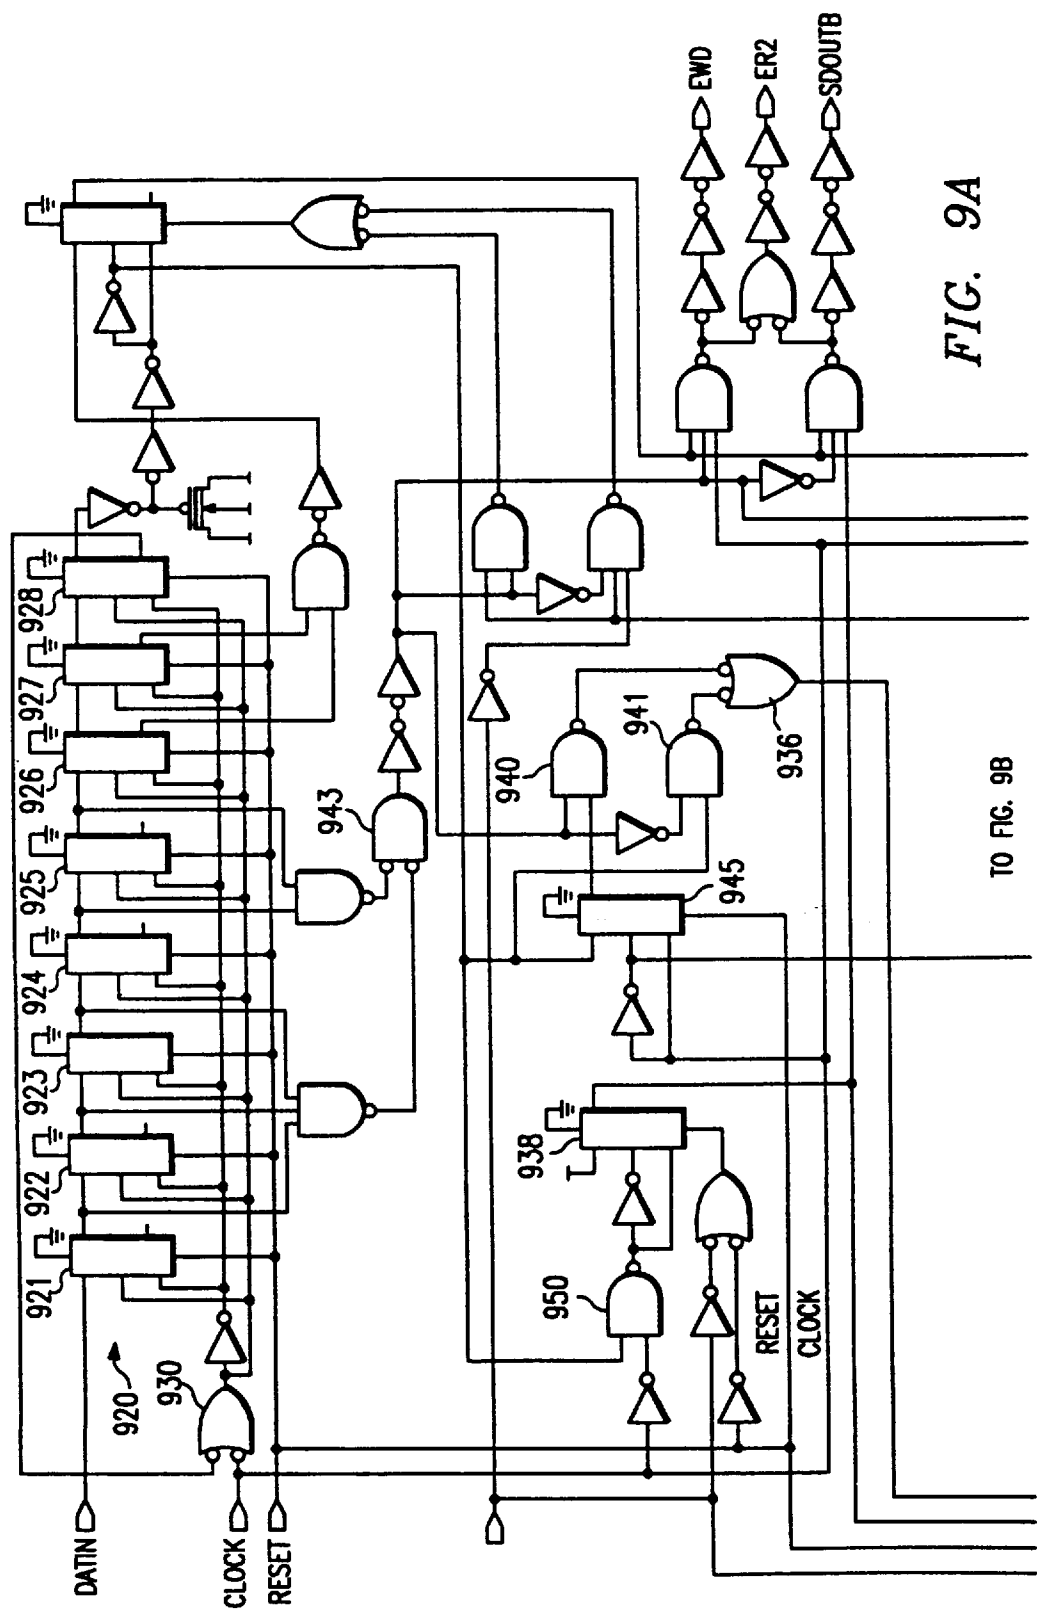 DATIN
CLOCK
RESET
920
930
921
922
923
924
925
926
927
928
943
950
938
945
940
941
936
RESET
CLOCK
EWD
ER2
SDOUTB
TO FIG. 9B
FIG. 9A